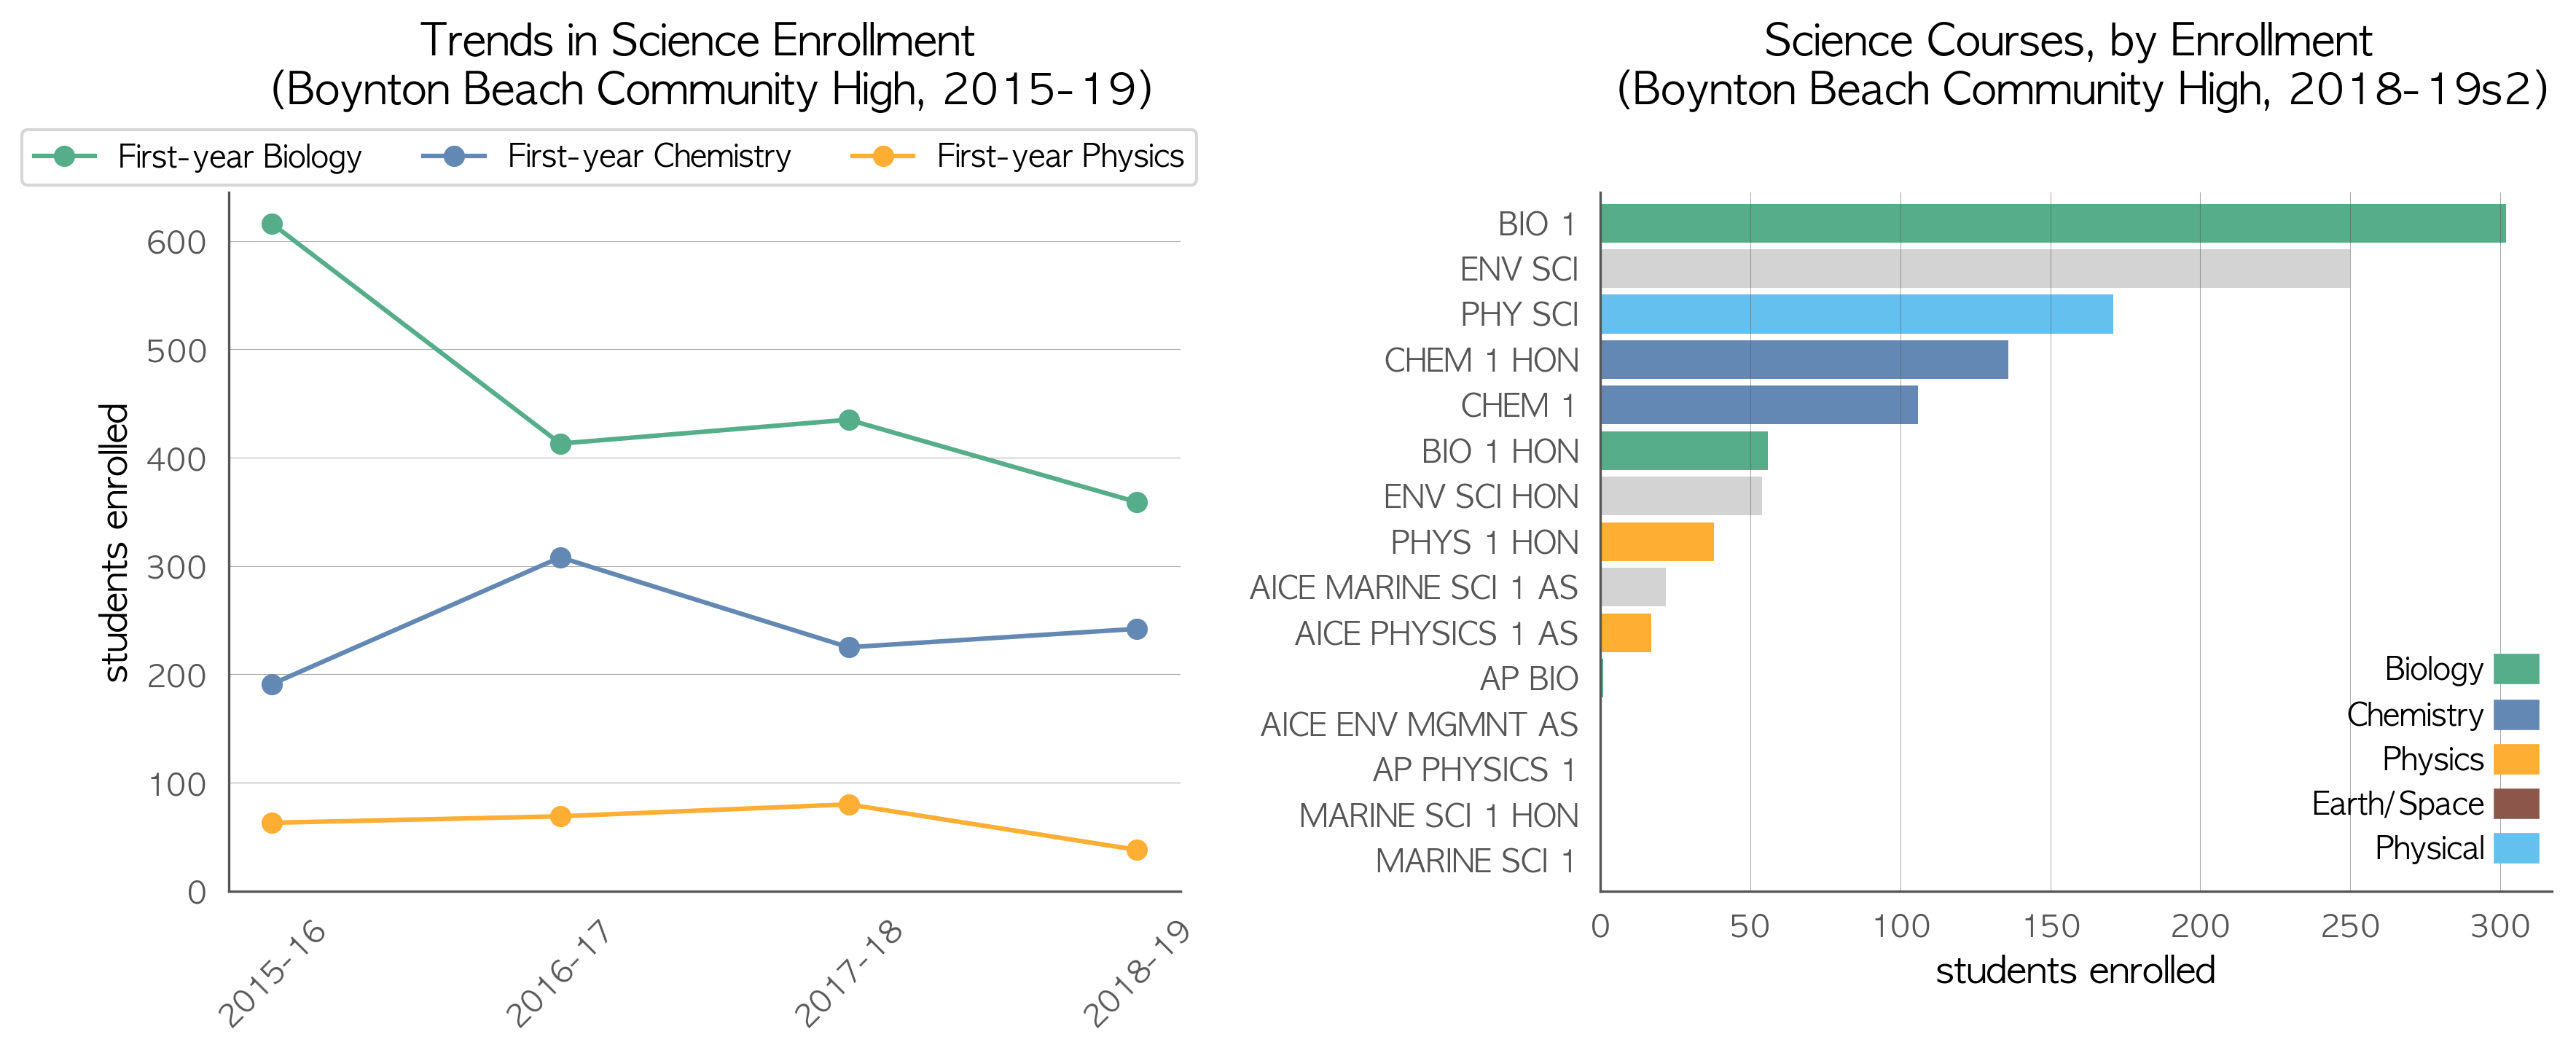 Trends in Science Enrollment
(Boynton Beach Community High, 2015-19)
First-year Biology
First-year Chemistry
First-year Physics
600
500
400
300
200
100
0
students enrolled
2015-16
2016-17
2017-18
2018-19
Science Courses, by Enrollment
(Boynton Beach Community High, 2018-19s2)
BIO 1
ENV SCI
PHY SCI
CHEM 1 HON
CHEM 1
BIO 1 HON
ENV SCI HON
PHYS 1 HON
AICE MARINE SCI 1 AS
AICE PHYSICS 1 AS
AP BIO
AICE ENV MGMNT AS
AP PHYSICS 1
MARINE SCI 1 HON
MARINE SCI 1
Biology
Chemistry
Physics
Earth/Space
Physical
0
50
100
150
200
250
300
students enrolled